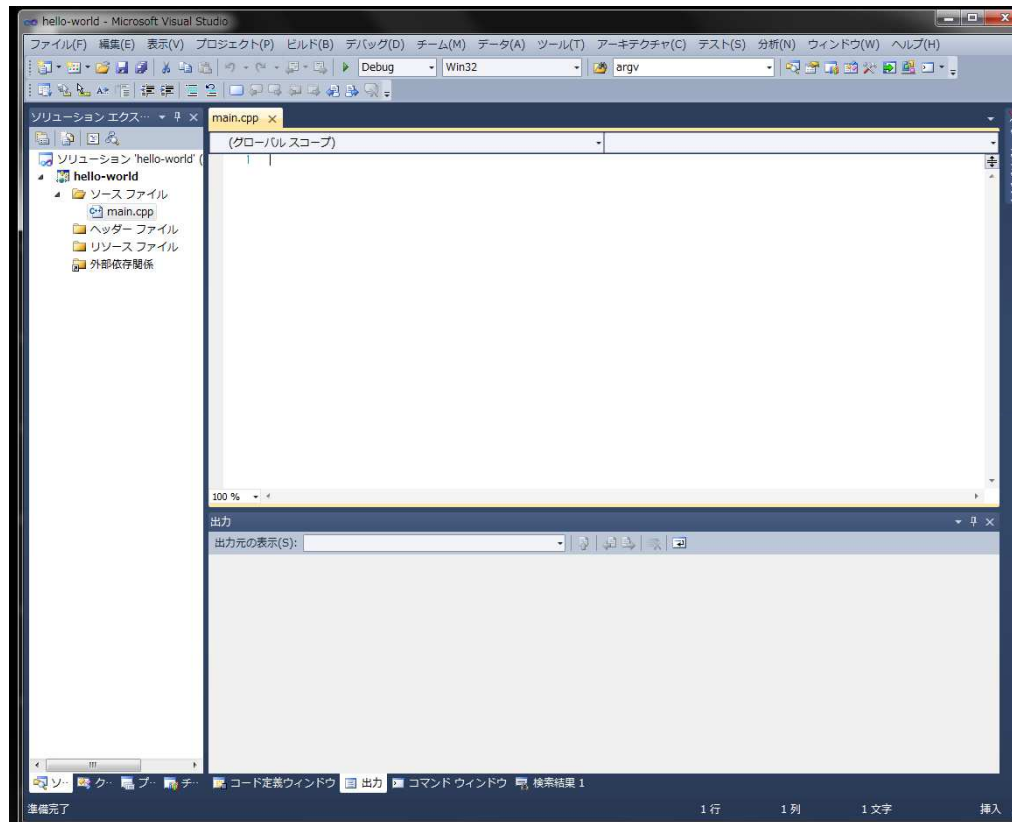 hello-world - Microsoft Visual Studio
ファイル(F) 編集(E) 表示(V) プロジェクト(P) ビルド(B) デバッグ(D) チーム(M) データ(A) ツール(T) アーキテクチャ(C) テスト(S) 分析(N) ウィンドウ(W) ヘルプ(H)
Debug Win32 argv
ソリューション エクス… main.cpp
(グローバル スコープ)
1
ソリューション 'hello-world' (
hello-world
ソース ファイル
main.cpp
ヘッダー ファイル
リソース ファイル
外部依存関係
100 %
出力
出力元の表示(S):
ソ… ク… プ… チ… コード定義ウィンドウ 出力 コマンド ウィンドウ 検索結果 1
準備完了 1 行 1 列 1 文字 挿入